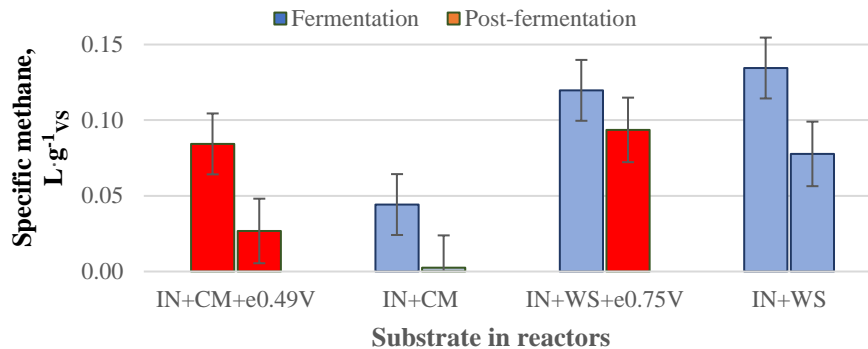 Fermentation Post-fermentation
Specific methane,
L·g⁻¹VS
0.15
0.10
0.05
0.00
IN+CM+e0.49V IN+CM IN+WS+e0.75V IN+WS
Substrate in reactors